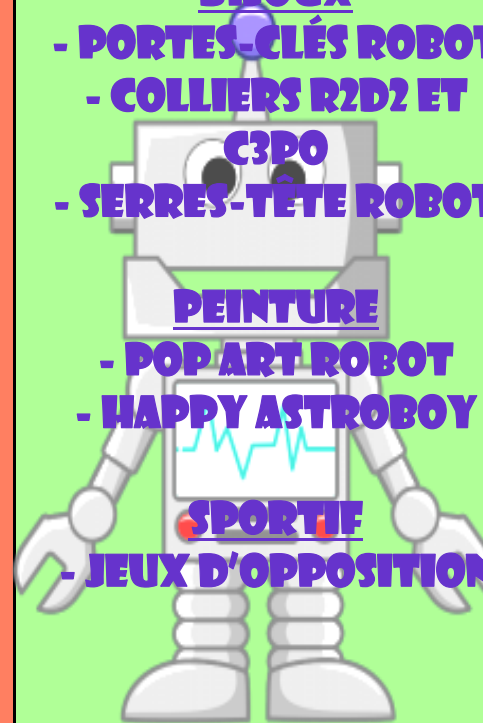 BIJOUX
- PORTES-CLÉS ROBOT
- COLLIERS R2D2 ET
C3PO
- SERRES-TÊTE ROBOT
PEINTURE
- POP ART ROBOT
- HAPPY ASTROBOY
SPORTIF
- JEUX D'OPPOSITION